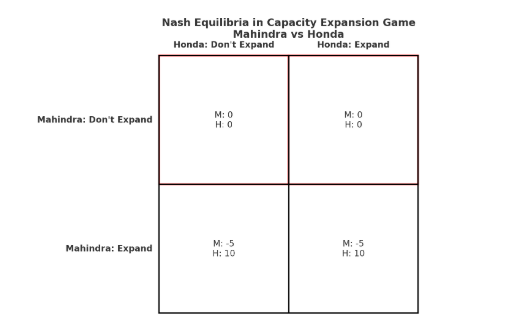 Nash Equilibria in Capacity Expansion Game
Mahindra vs Honda
Honda: Don't Expand Honda: Expand
Mahindra: Don't Expand
M: 0 M: 0
H: 0 H: 0
Mahindra: Expand
M: -5 M: -5
H: 10 H: 10